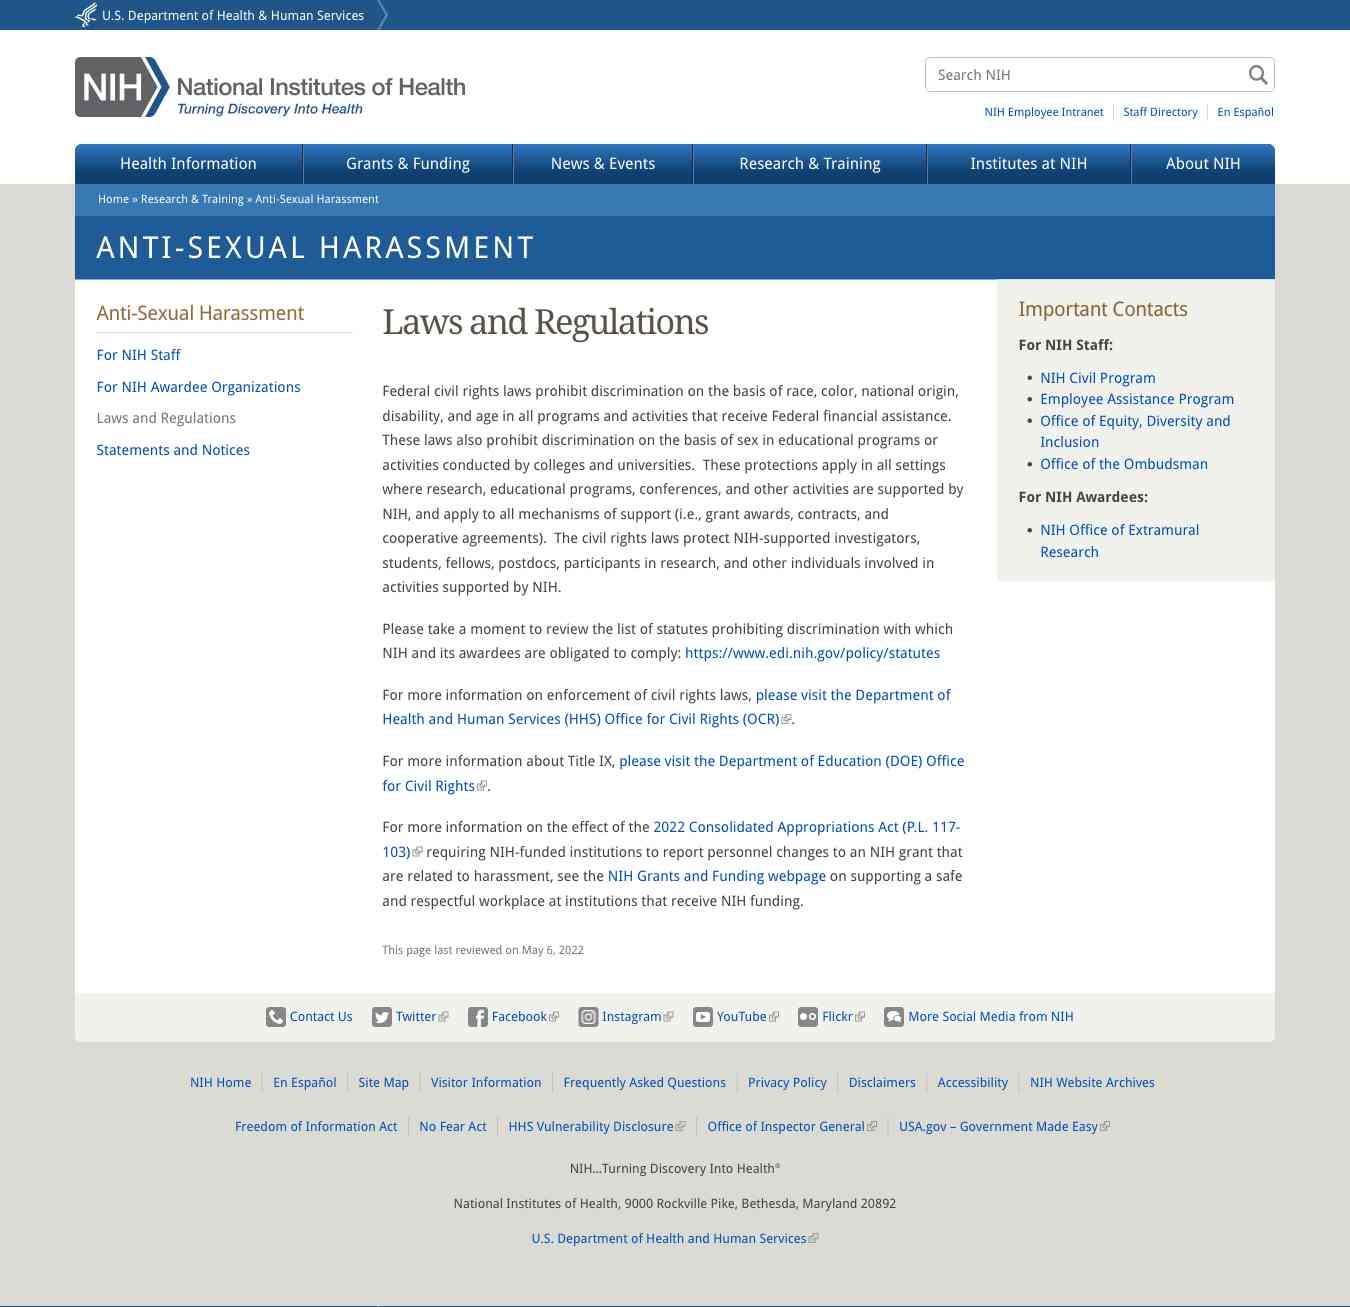 U.S. Department of Health & Human Services
NIH National Institutes of Health
Turning Discovery Into Health
Search NIH
NIH Employee Intranet
Staff Directory
En Español
Health Information
Grants & Funding
News & Events
Research & Training
Institutes at NIH
About NIH
Home » Research & Training » Anti-Sexual Harassment
ANTI-SEXUAL HARASSMENT
Anti-Sexual Harassment
For NIH Staff
For NIH Awardee Organizations
Laws and Regulations
Statements and Notices
Laws and Regulations
Federal civil rights laws prohibit discrimination on the basis of race, color, national origin,
disability, and age in all programs and activities that receive Federal financial assistance.
These laws also prohibit discrimination on the basis of sex in educational programs or
activities conducted by colleges and universities.  These protections apply in all settings
where research, educational programs, conferences, and other activities are supported by
NIH, and apply to all mechanisms of support (i.e., grant awards, contracts, and
cooperative agreements).  The civil rights laws protect NIH-supported investigators,
students, fellows, postdocs, participants in research, and other individuals involved in
activities supported by NIH.
Please take a moment to review the list of statutes prohibiting discrimination with which
NIH and its awardees are obligated to comply: https://www.edi.nih.gov/policy/statutes
For more information on enforcement of civil rights laws, please visit the Department of
Health and Human Services (HHS) Office for Civil Rights (OCR).
For more information about Title IX, please visit the Department of Education (DOE) Office
for Civil Rights.
For more information on the effect of the 2022 Consolidated Appropriations Act (P.L. 117-
103) requiring NIH-funded institutions to report personnel changes to an NIH grant that
are related to harassment, see the NIH Grants and Funding webpage on supporting a safe
and respectful workplace at institutions that receive NIH funding.
This page last reviewed on May 6, 2022
Important Contacts
For NIH Staff:
• NIH Civil Program
• Employee Assistance Program
• Office of Equity, Diversity and
Inclusion
• Office of the Ombudsman
For NIH Awardees:
• NIH Office of Extramural
Research
Contact Us
Twitter
Facebook
Instagram
YouTube
Flickr
More Social Media from NIH
NIH Home
En Español
Site Map
Visitor Information
Frequently Asked Questions
Privacy Policy
Disclaimers
Accessibility
NIH Website Archives
Freedom of Information Act
No Fear Act
HHS Vulnerability Disclosure
Office of Inspector General
USA.gov – Government Made Easy
NIH…Turning Discovery Into Health®
National Institutes of Health, 9000 Rockville Pike, Bethesda, Maryland 20892
U.S. Department of Health and Human Services